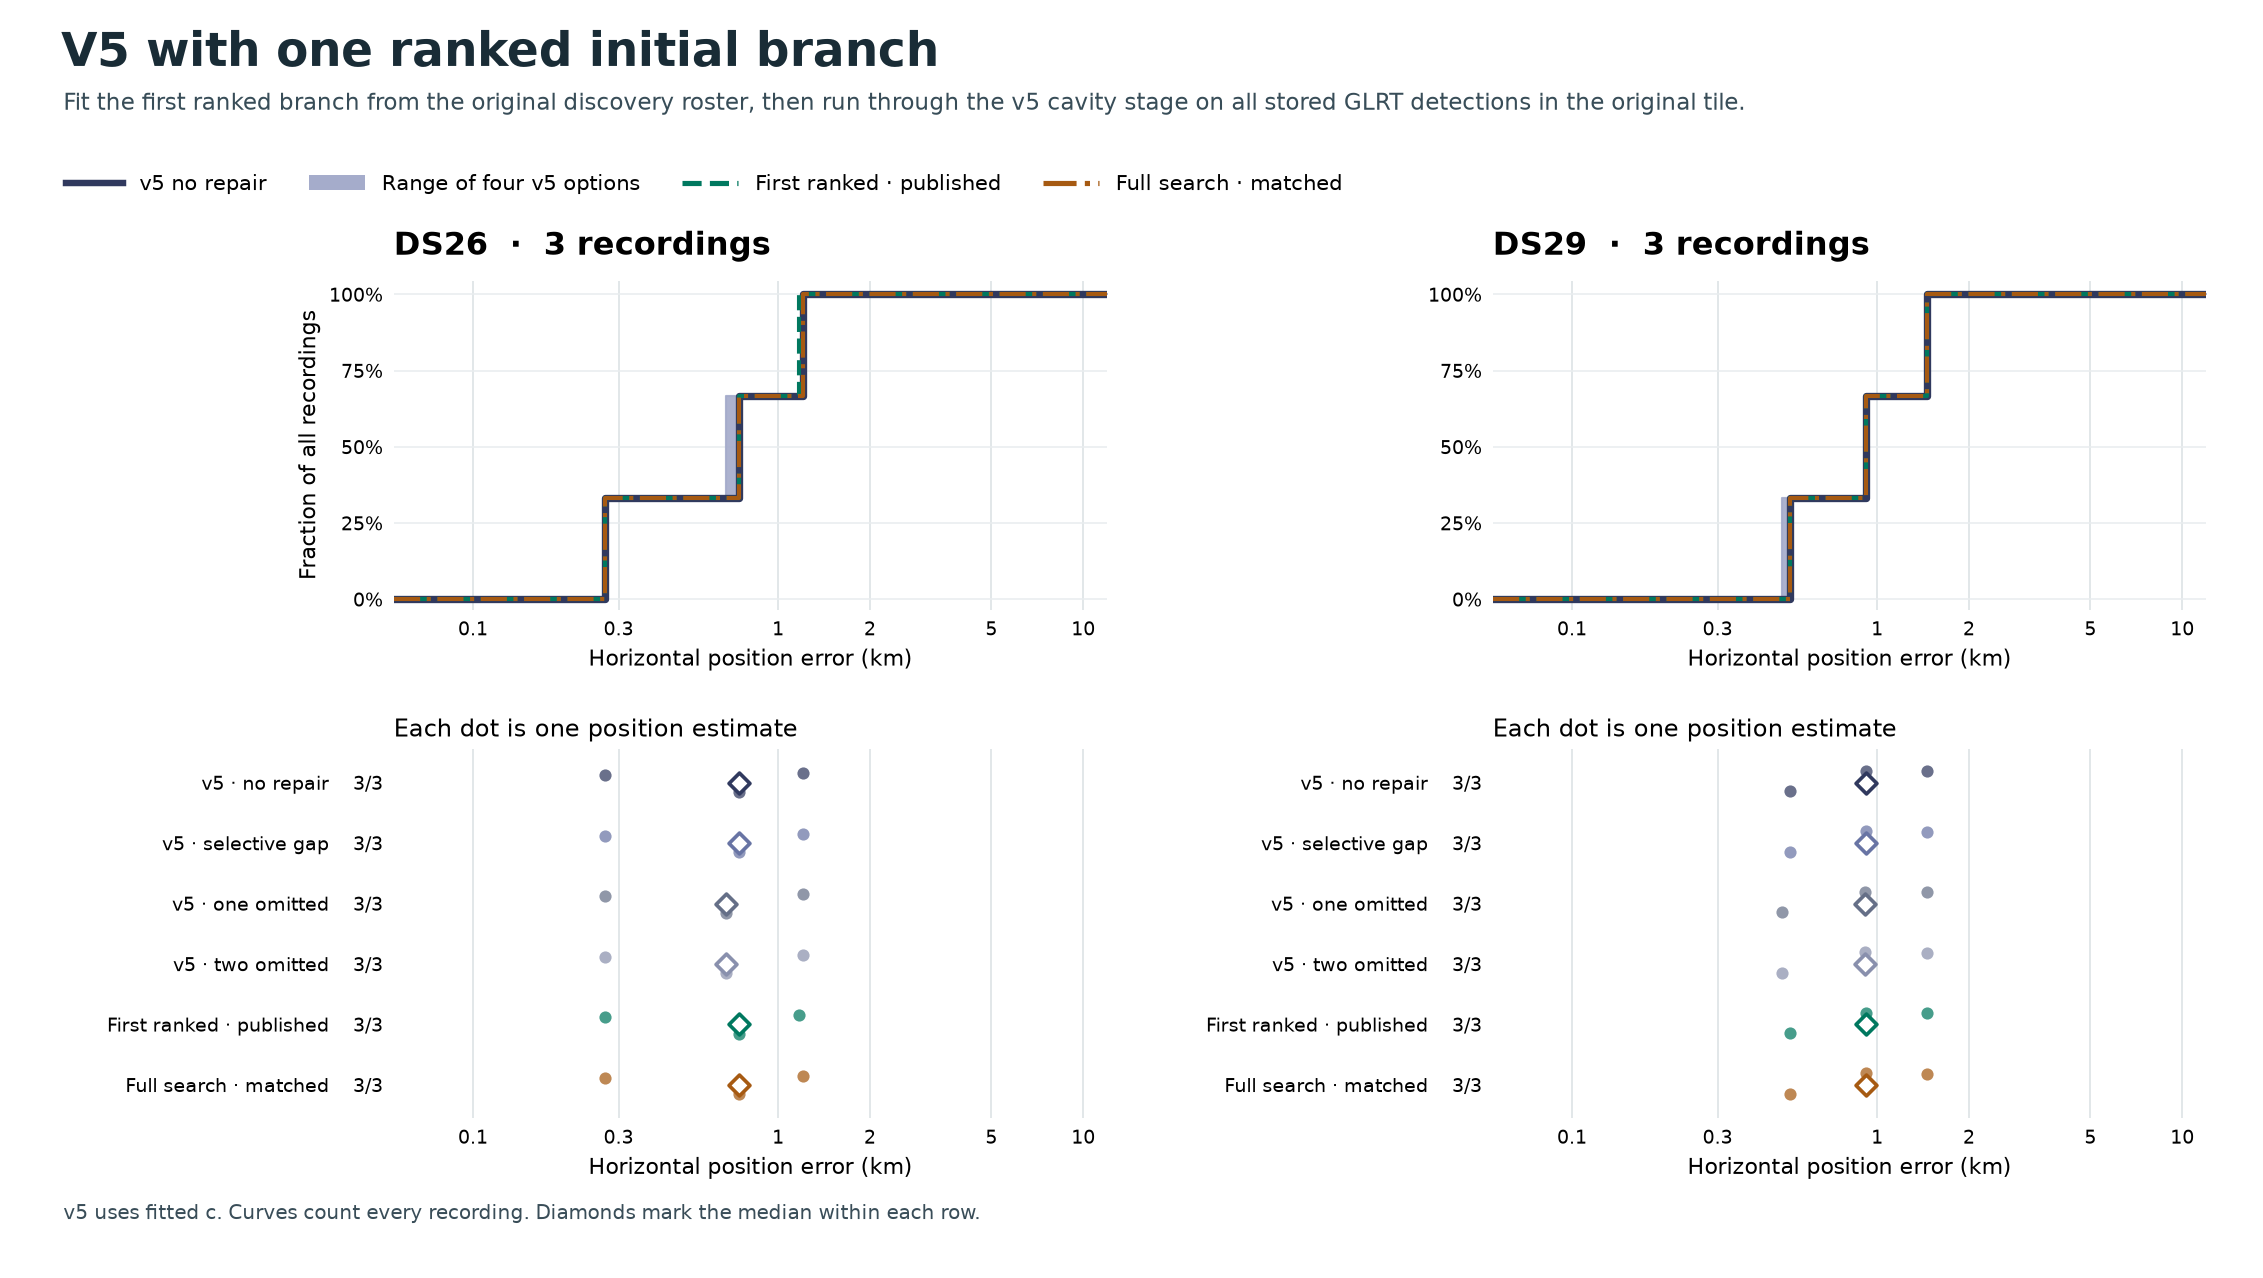 V5 with one ranked initial branch
Fit the first ranked branch from the original discovery roster, then run through the v5 cavity stage on all stored GLRT detections in the original tile.
v5 no repair
Range of four v5 options
First ranked · published
Full search · matched
DS26 · 3 recordings
Fraction of all recordings
100%
75%
50%
25%
0%
0.1 0.3 1 2 5 10
Horizontal position error (km)
DS29 · 3 recordings
100%
75%
50%
25%
0%
0.1 0.3 1 2 5 10
Horizontal position error (km)
Each dot is one position estimate
v5 · no repair 3/3
v5 · selective gap 3/3
v5 · one omitted 3/3
v5 · two omitted 3/3
First ranked · published 3/3
Full search · matched 3/3
0.1 0.3 1 2 5 10
Horizontal position error (km)
Each dot is one position estimate
v5 · no repair 3/3
v5 · selective gap 3/3
v5 · one omitted 3/3
v5 · two omitted 3/3
First ranked · published 3/3
Full search · matched 3/3
0.1 0.3 1 2 5 10
Horizontal position error (km)
v5 uses fitted c. Curves count every recording. Diamonds mark the median within each row.